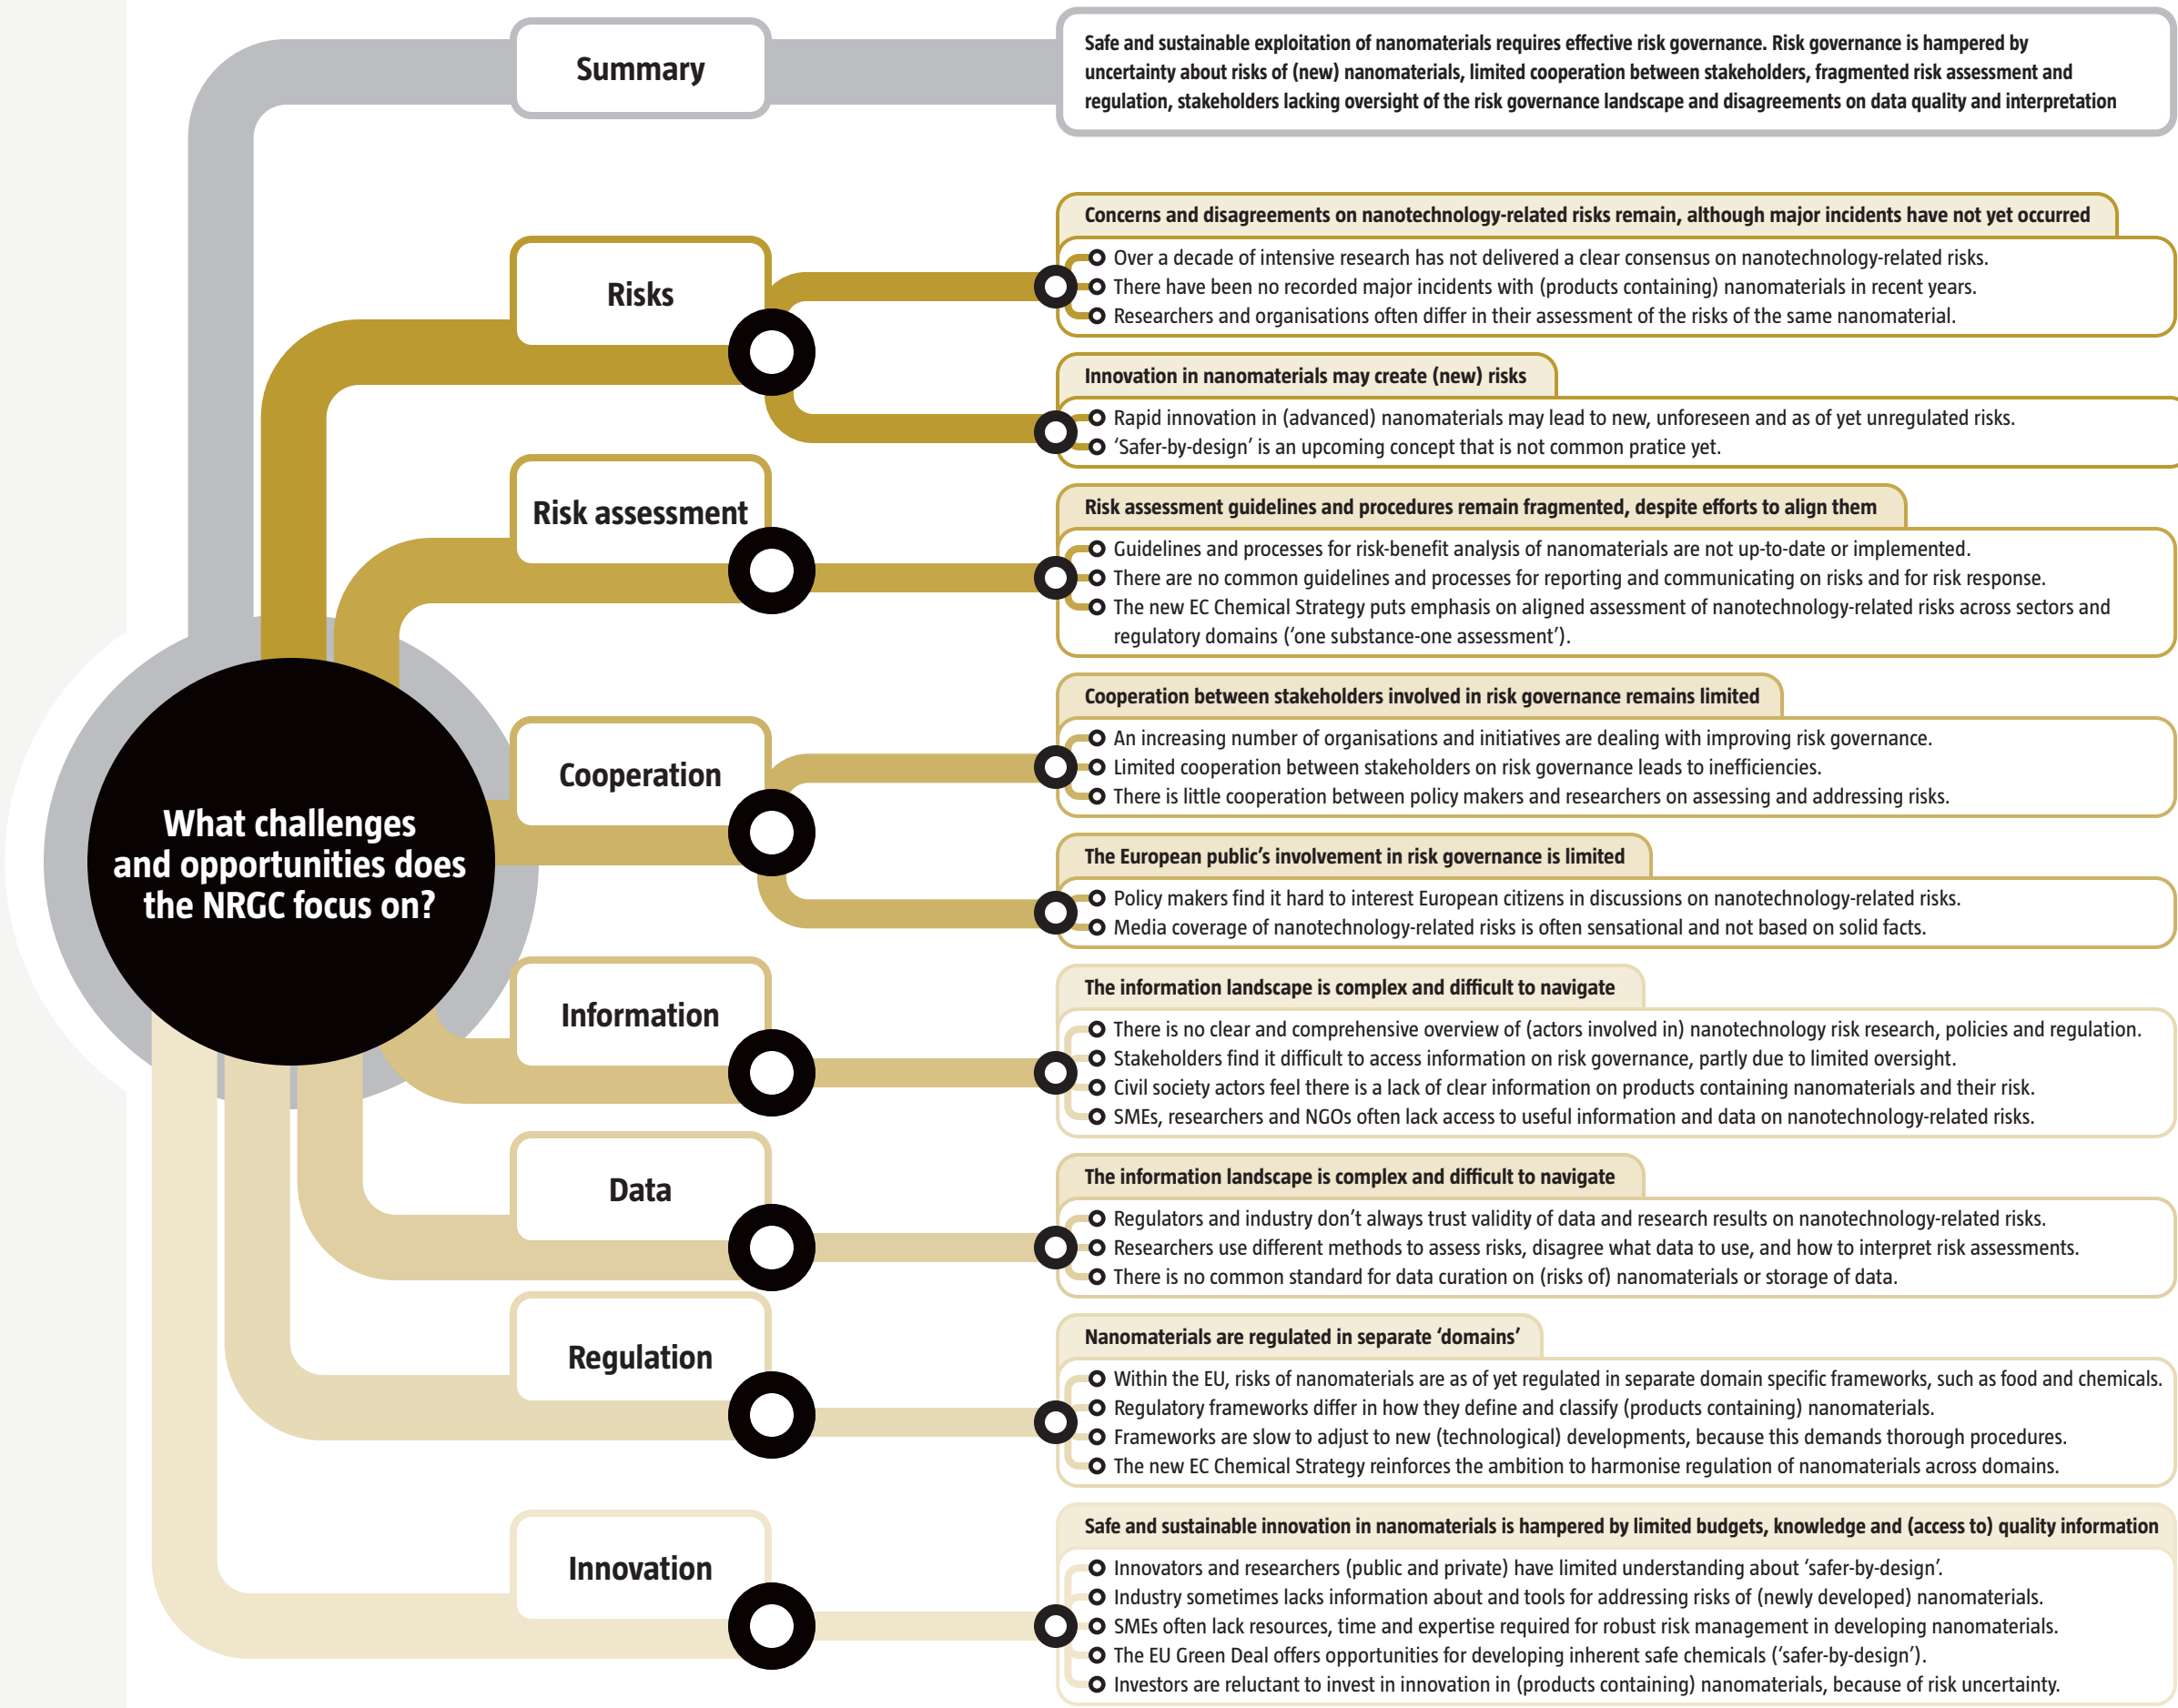 Summary
Safe and sustainable exploitation of nanomaterials requires effective risk governance. Risk governance is hampered by
uncertainty about risks of (new) nanomaterials, limited cooperation between stakeholders, fragmented risk assessment and
regulation, stakeholders lacking oversight of the risk governance landscape and disagreements on data quality and interpretation
What challenges
and opportunities does
the NRGC focus on?
Risks
Concerns and disagreements on nanotechnology-related risks remain, although major incidents have not yet occurred
Over a decade of intensive research has not delivered a clear consensus on nanotechnology-related risks.
There have been no recorded major incidents with (products containing) nanomaterials in recent years.
Researchers and organisations often differ in their assessment of the risks of the same nanomaterial.
Innovation in nanomaterials may create (new) risks
Rapid innovation in (advanced) nanomaterials may lead to new, unforeseen and as of yet unregulated risks.
‘Safer-by-design’ is an upcoming concept that is not common pratice yet.
Risk assessment
Risk assessment guidelines and procedures remain fragmented, despite efforts to align them
Guidelines and processes for risk-benefit analysis of nanomaterials are not up-to-date or implemented.
There are no common guidelines and processes for reporting and communicating on risks and for risk response.
The new EC Chemical Strategy puts emphasis on aligned assessment of nanotechnology-related risks across sectors and
regulatory domains (‘one substance-one assessment’).
Cooperation
Cooperation between stakeholders involved in risk governance remains limited
An increasing number of organisations and initiatives are dealing with improving risk governance.
Limited cooperation between stakeholders on risk governance leads to inefficiencies.
There is little cooperation between policy makers and researchers on assessing and addressing risks.
The European public’s involvement in risk governance is limited
Policy makers find it hard to interest European citizens in discussions on nanotechnology-related risks.
Media coverage of nanotechnology-related risks is often sensational and not based on solid facts.
Information
The information landscape is complex and difficult to navigate
There is no clear and comprehensive overview of (actors involved in) nanotechnology risk research, policies and regulation.
Stakeholders find it difficult to access information on risk governance, partly due to limited oversight.
Civil society actors feel there is a lack of clear information on products containing nanomaterials and their risk.
SMEs, researchers and NGOs often lack access to useful information and data on nanotechnology-related risks.
Data
The information landscape is complex and difficult to navigate
Regulators and industry don’t always trust validity of data and research results on nanotechnology-related risks.
Researchers use different methods to assess risks, disagree what data to use, and how to interpret risk assessments.
There is no common standard for data curation on (risks of) nanomaterials or storage of data.
Regulation
Nanomaterials are regulated in separate ‘domains’
Within the EU, risks of nanomaterials are as of yet regulated in separate domain specific frameworks, such as food and chemicals.
Regulatory frameworks differ in how they define and classify (products containing) nanomaterials.
Frameworks are slow to adjust to new (technological) developments, because this demands thorough procedures.
The new EC Chemical Strategy reinforces the ambition to harmonise regulation of nanomaterials across domains.
Innovation
Safe and sustainable innovation in nanomaterials is hampered by limited budgets, knowledge and (access to) quality information
Innovators and researchers (public and private) have limited understanding about ‘safer-by-design’.
Industry sometimes lacks information about and tools for addressing risks of (newly developed) nanomaterials.
SMEs often lack resources, time and expertise required for robust risk management in developing nanomaterials.
The EU Green Deal offers opportunities for developing inherent safe chemicals (‘safer-by-design’).
Investors are reluctant to invest in innovation in (products containing) nanomaterials, because of risk uncertainty.